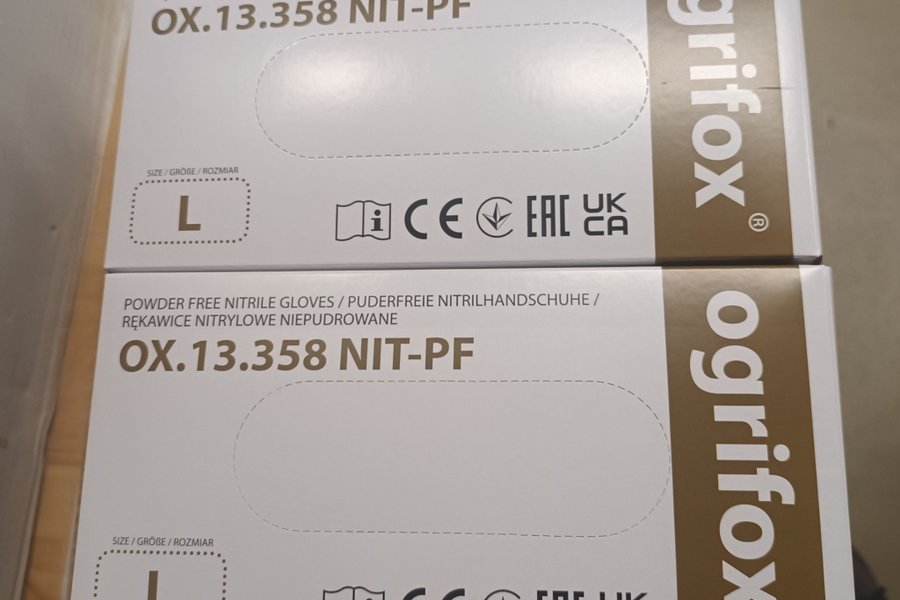 OX.13.358 NIT-PF
SIZE / GRÖßE / ROZMIAR
L
i CE EAC UK
CA
ogrifox®
POWDER FREE NITRILE GLOVES / PUDERFREIE NITRILHANDSCHUHE /
RĘKAWICE NITRYLOWE NIEPUDROWANE
OX.13.358 NIT-PF
SIZE / GRÖßE / ROZMIAR
L
ogrifox